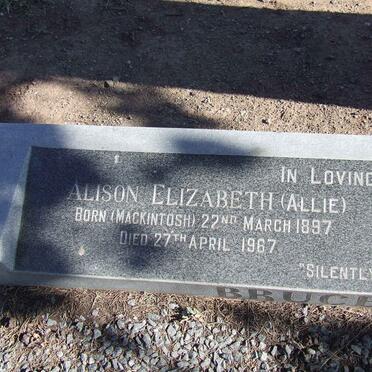 IN LOVING
ALISON ELIZABETH (ALLIE)
BORN (MACKINTOSH) 22ND MARCH 1897
DIED 27TH APRIL 1967
"SILENTLY
BRUCE